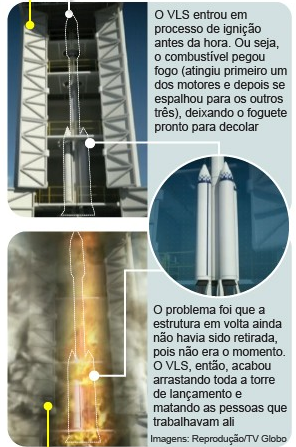 O VLS entrou em
processo de ignição
antes da hora. Ou seja,
o combustível pegou
fogo (atingiu primeiro um
dos motores e depois se
espalhou para os outros
três), deixando o foguete
pronto para decolar
O problema foi que a
estrutura em volta ainda
não havia sido retirada,
pois não era o momento.
O VLS, então, acabou
arrastando toda a torre
de lançamento e
matando as pessoas que
trabalhavam ali
Imagens: Reprodução/TV Globo